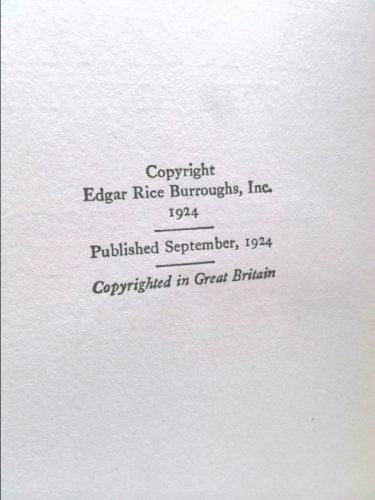 Copyright
Edgar Rice Burroughs, Inc.
1924
Published September, 1924
Copyrighted in Great Britain